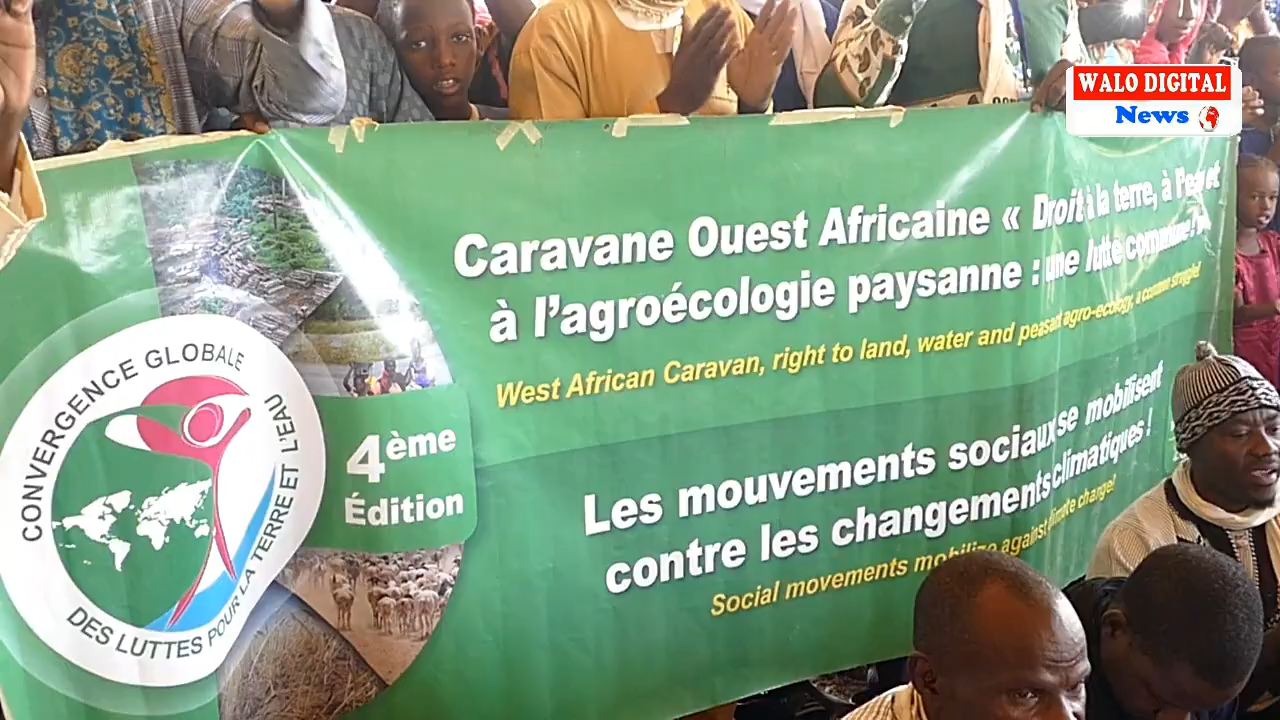 WALO DIGITAL
News
Caravane Ouest Africaine « Droit à la terre, à l'eau et
à l'agroécologie paysanne : une lutte commune! »
West African Caravan, right to land, water and peasant agro-ecology, a common struggle!
CONVERGENCE GLOBALE
DES LUTTES POUR LA TERRE ET L'EAU
4ème
Édition
Les mouvements sociaux se mobilisent
contre les changements climatiques !
Social movements mobilize against climate change!